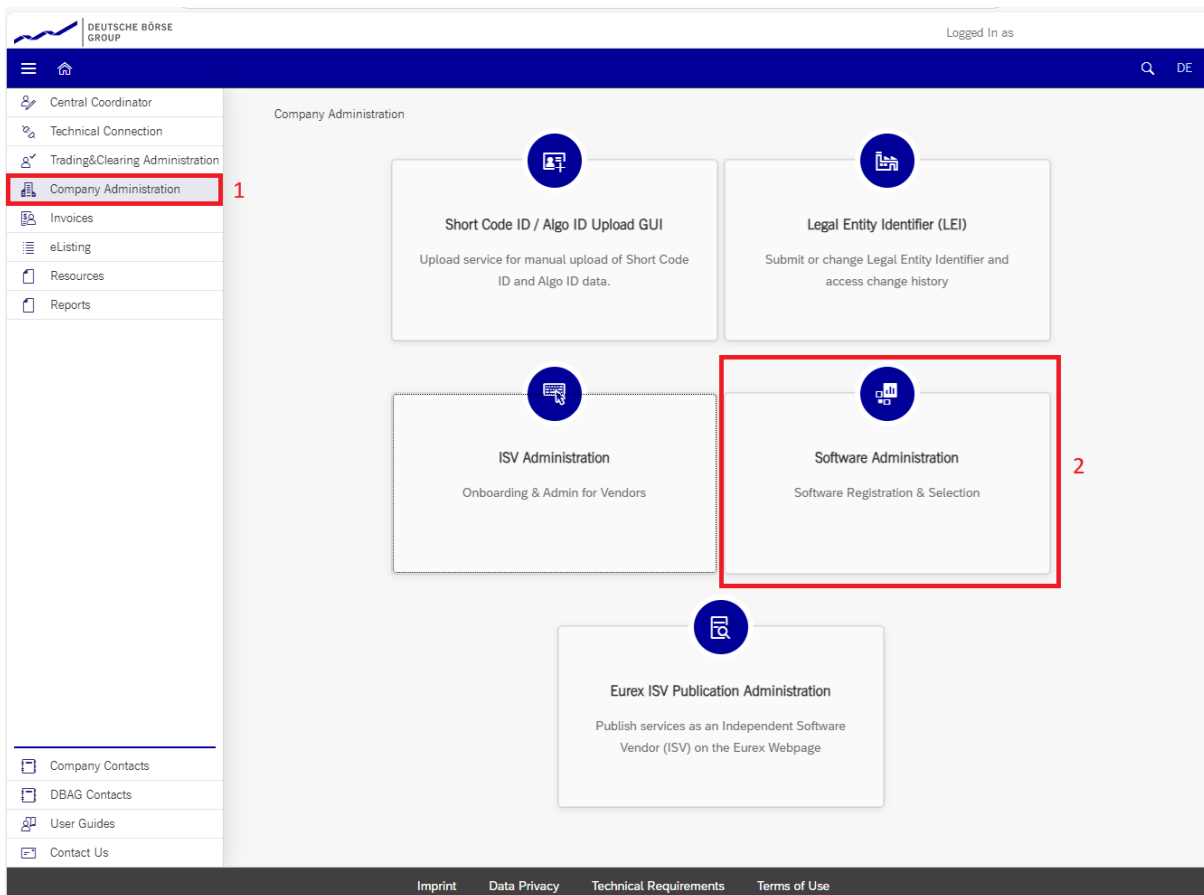 DEUTSCHE BÖRSE
GROUP
Logged In as
DE
Central Coordinator
Technical Connection
Trading&Clearing Administration
Company Administration
1
Invoices
eListing
Resources
Reports
Company Administration
Short Code ID / Algo ID Upload GUI
Upload service for manual upload of Short Code
ID and Algo ID data.
Legal Entity Identifier (LEI)
Submit or change Legal Entity Identifier and
access change history
ISV Administration
Onboarding & Admin for Vendors
Software Administration
Software Registration & Selection
2
Eurex ISV Publication Administration
Publish services as an Independent Software
Vendor (ISV) on the Eurex Webpage
Company Contacts
DBAG Contacts
User Guides
Contact Us
Imprint Data Privacy Technical Requirements Terms of Use